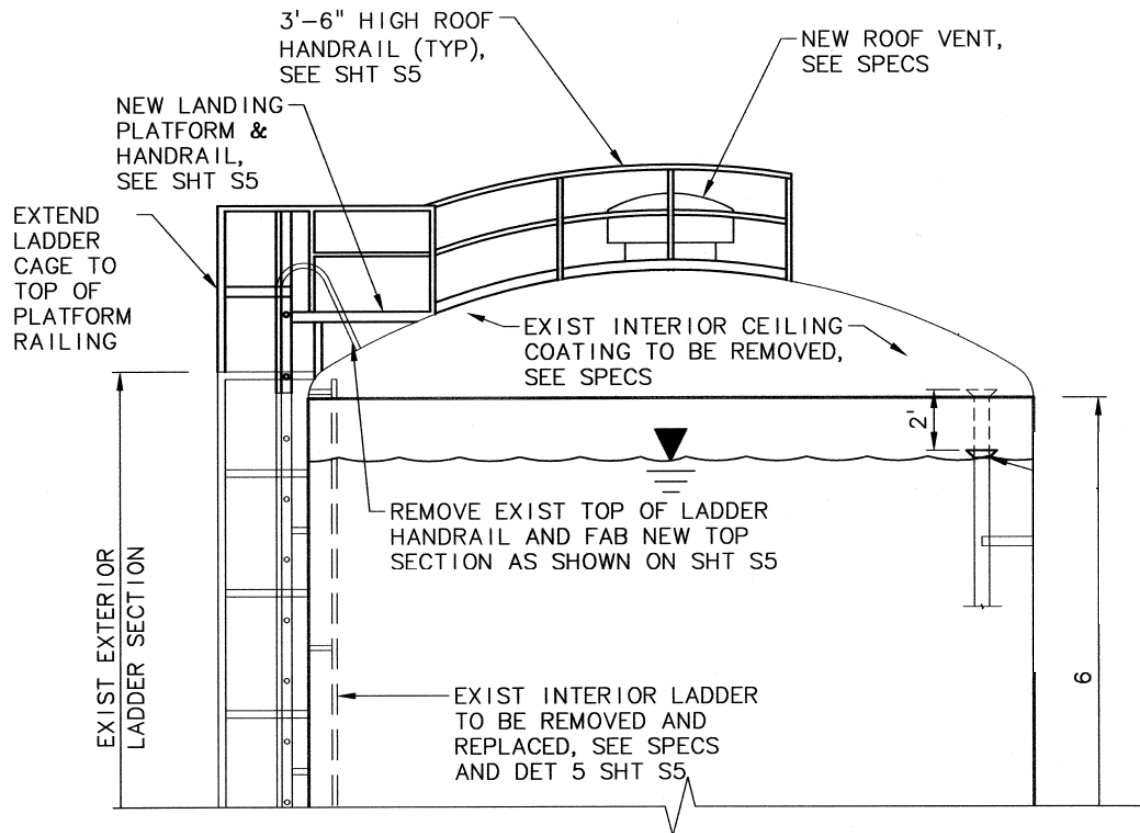 3'-6" HIGH ROOF
HANDRAIL (TYP),
SEE SHT S5
NEW ROOF VENT,
SEE SPECS
NEW LANDING
PLATFORM &
HANDRAIL,
SEE SHT S5
EXTEND
LADDER
CAGE TO
TOP OF
PLATFORM
RAILING
EXIST INTERIOR CEILING
COATING TO BE REMOVED,
SEE SPECS
2'
REMOVE EXIST TOP OF LADDER
HANDRAIL AND FAB NEW TOP
SECTION AS SHOWN ON SHT S5
EXIST EXTERIOR
LADDER SECTION
EXIST INTERIOR LADDER
TO BE REMOVED AND
REPLACED, SEE SPECS
AND DET 5 SHT S5
6